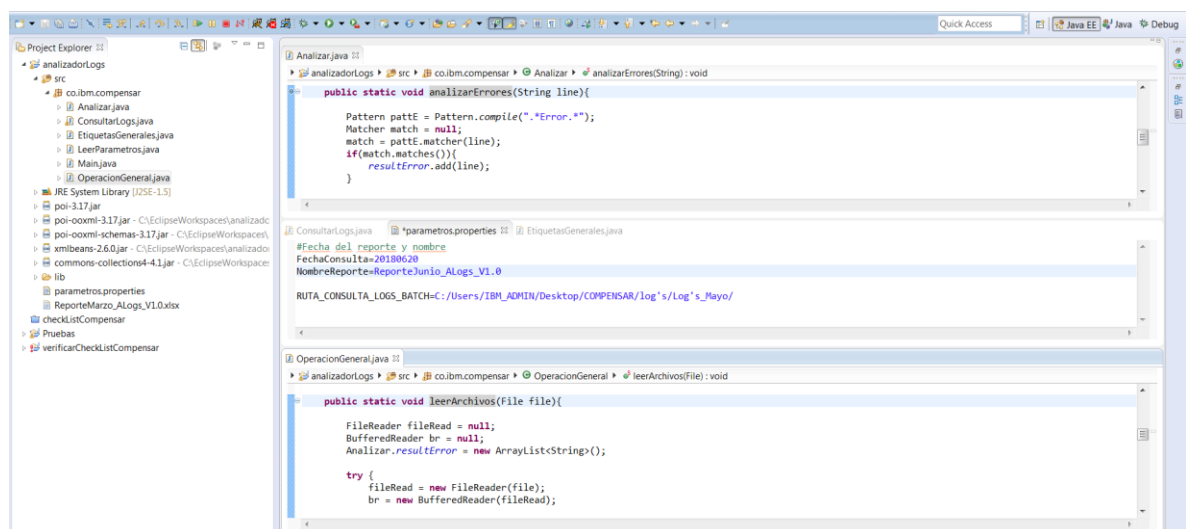 Quick Access
Java EE
Java
Debug
Project Explorer
analizadorLogs
src
co.ibm.compensar
Analizar.java
ConsultarLogs.java
EtiquetasGenerales.java
LeerParametros.java
Main.java
OperacionGeneral.java
JRE System Library [J2SE-1.5]
poi-3.17.jar
poi-ooxml-3.17.jar - C:\EclipseWorkspaces\analizadc
poi-ooxml-schemas-3.17.jar - C:\EclipseWorkspaces\
xmlbeans-2.6.0.jar - C:\EclipseWorkspaces\analizado
commons-collections4-4.1.jar - C:\EclipseWorkspace
lib
parametros.properties
ReporteMarzo_ALogs_V1.0.xlsx
checkListCompensar
Pruebas
verificarCheckListCompensar
Analizar.java
analizadorLogs src co.ibm.compensar Analizar analizarErrores(String) : void
public static void analizarErrores(String line){
Pattern pattE = Pattern.compile(".*Error.*");
Matcher match = null;
match = pattE.matcher(line);
if(match.matches()){
resultError.add(line);
}
ConsultarLogs.java *parametros.properties EtiquetasGenerales.java
#Fecha del reporte y nombre
FechaConsulta=20180620
NombreReporte=ReporteJunio_ALogs_V1.0
RUTA_CONSULTA_LOGS_BATCH=C:/Users/IBM_ADMIN/Desktop/COMPENSAR/log's/Log's_Mayo/
OperacionGeneral.java
analizadorLogs src co.ibm.compensar OperacionGeneral leerArchivos(File) : void
public static void leerArchivos(File file){
FileReader fileRead = null;
BufferedReader br = null;
Analizar.resultError = new ArrayList<String>();
try {
fileRead = new FileReader(file);
br = new BufferedReader(fileRead);